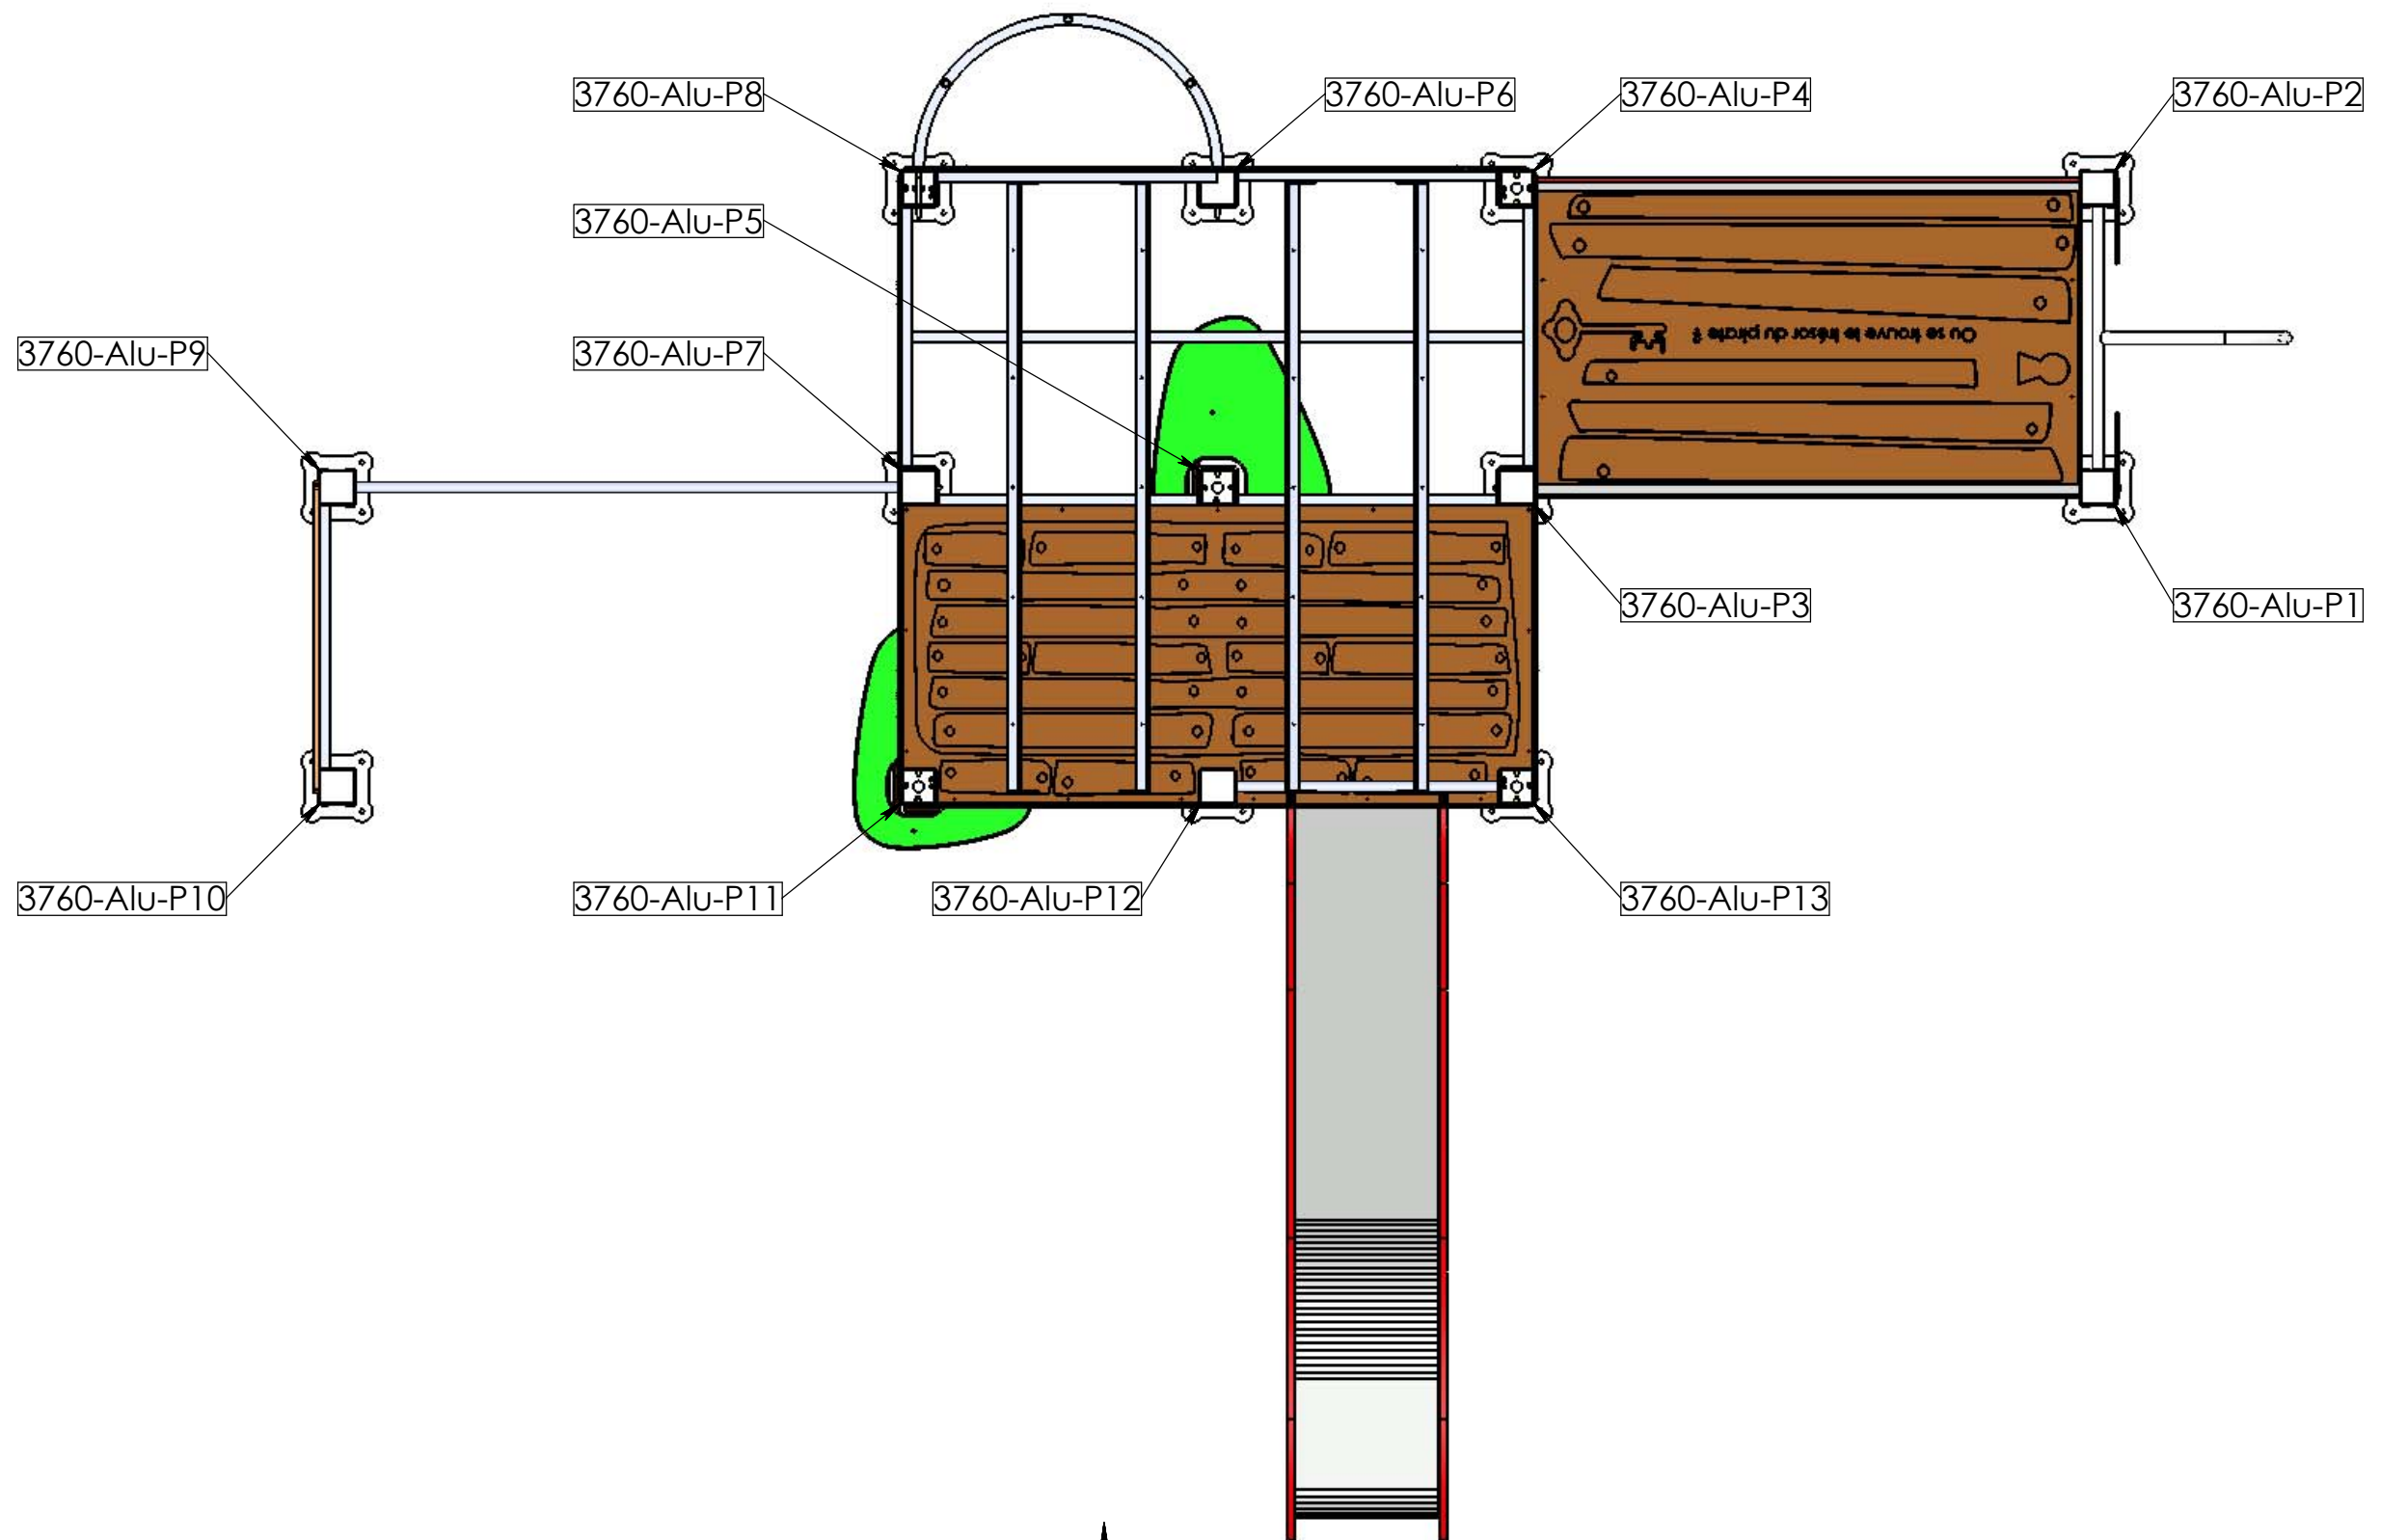 3760-Alu-P8
3760-Alu-P6
3760-Alu-P4
3760-Alu-P2
3760-Alu-P5
3760-Alu-P9
3760-Alu-P7
Ou se trouve le trésor du pirate ?
3760-Alu-P3
3760-Alu-P1
3760-Alu-P10
3760-Alu-P11
3760-Alu-P12
3760-Alu-P13